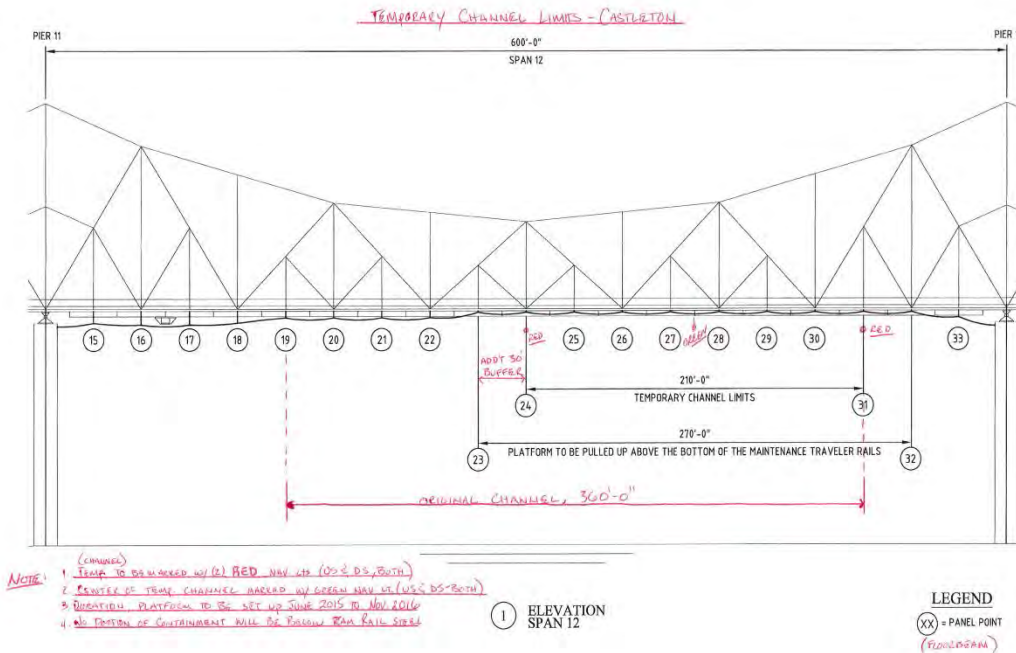 TEMPORARY CHANNEL LIMITS - CASTLETON
PIER 11
PIER
600'-0"
SPAN 12
15
16
17
18
19
20
21
22
RED
25
26
27
GREEN
28
29
30
RED
33
ADD'T 30'
BUFFER
24
210'-0"
TEMPORARY CHANNEL LIMITS
31
23
270'-0"
PLATFORM TO BE PULLED UP ABOVE THE BOTTOM OF THE MAINTENANCE TRAVELER RAILS
32
ORIGINAL CHANNEL, 360'-0"
NOTE:
(CHANNEL)
1. TEMP. TO BE MARKED W/ (2) RED NAV LTS (US & DS, BOTH)
2. CENTER OF TEMP. CHANNEL MARKED W/ GREEN NAV LT. (US & DS-BOTH)
3. DURATION PLATFORM TO BE SET UP JUNE 2015 TO NOV. 2016
4. NO PORTION OF CONTAINMENT WILL BE BELOW RAIL STEEL
1 ELEVATION
SPAN 12
LEGEND
XX = PANEL POINT
(FLOORBEAM)